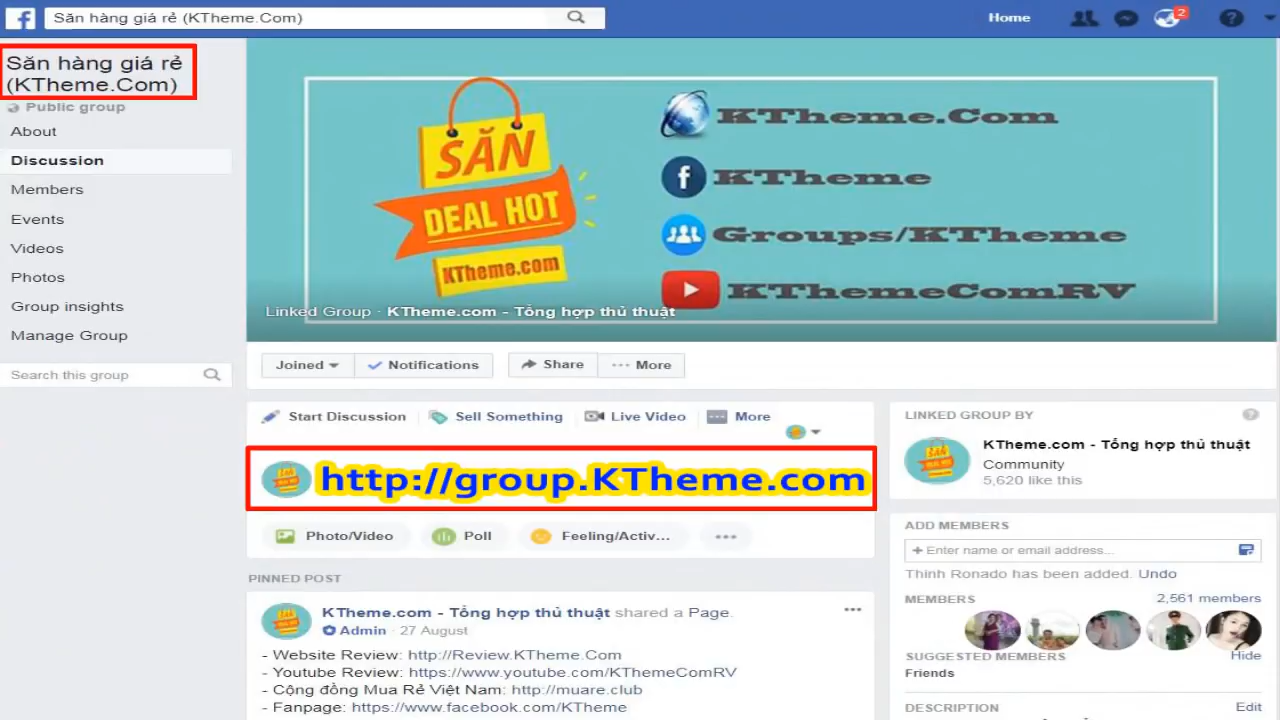 Săn hàng giá rẻ (KTheme.Com)
Home
2
Săn hàng giá rẻ
(KTheme.Com)
Public group
About
Discussion
Members
Events
Videos
Photos
Group insights
Manage Group
Search this group
SĂN
DEAL HOT
KTheme.com
KTheme.Com
KTheme
Groups/KTheme
KThemeComRV
Linked Group · KTheme.com - Tổng hợp thủ thuật
Joined
Notifications
Share
More
Start Discussion
Sell Something
Live Video
More
http://group.KTheme.com
Photo/Video
Poll
Feeling/Activ...
PINNED POST
KTheme.com - Tổng hợp thủ thuật shared a Page.
Admin · 27 August
- Website Review: http://Review.KTheme.Com
- Youtube Review: https://www.youtube.com/KThemeComRV
- Cộng đồng Mua Rẻ Việt Nam: http://muare.club
- Fanpage: https://www.facebook.com/KTheme
LINKED GROUP BY
KTheme.com - Tổng hợp thủ thuật
Community
5,620 like this
ADD MEMBERS
+ Enter name or email address...
Thinh Ronado has been added. Undo
MEMBERS
2,561 members
SUGGESTED MEMBERS
Hide
Friends
DESCRIPTION
Edit